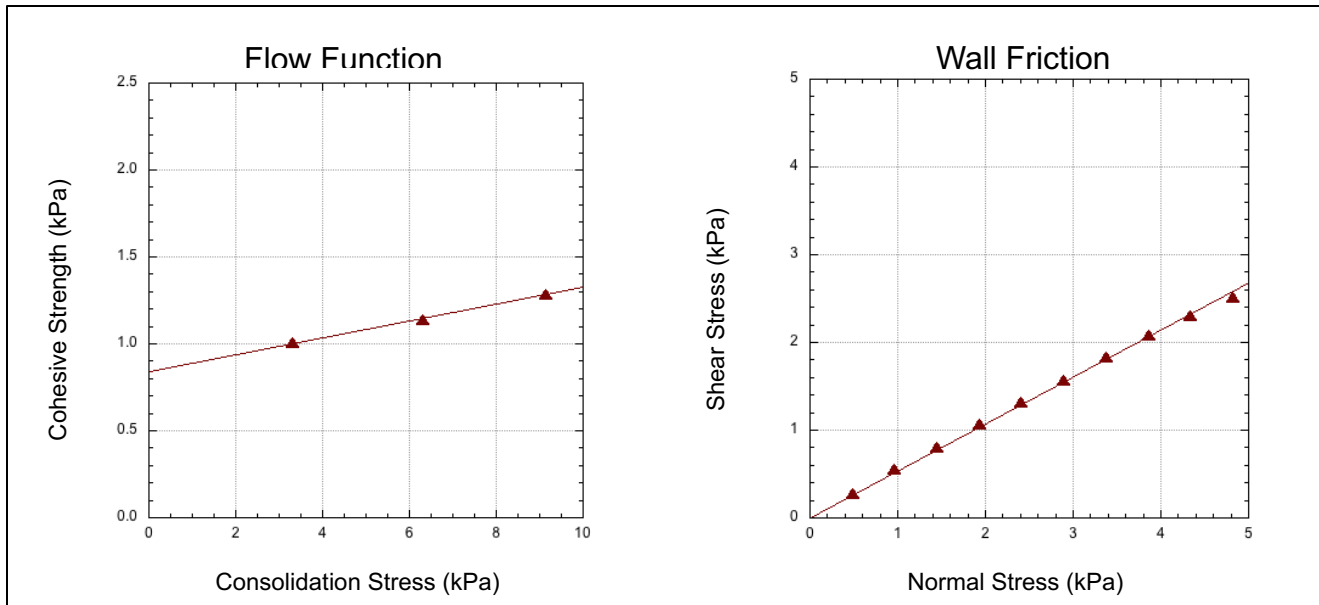 Flow Function
2.5
2.0
1.5
1.0
0.5
0.0
0 2 4 6 8 10
Cohesive Strength (kPa)
Consolidation Stress (kPa)
Wall Friction
5
4
3
2
1
0
0 1 2 3 4 5
Shear Stress (kPa)
Normal Stress (kPa)